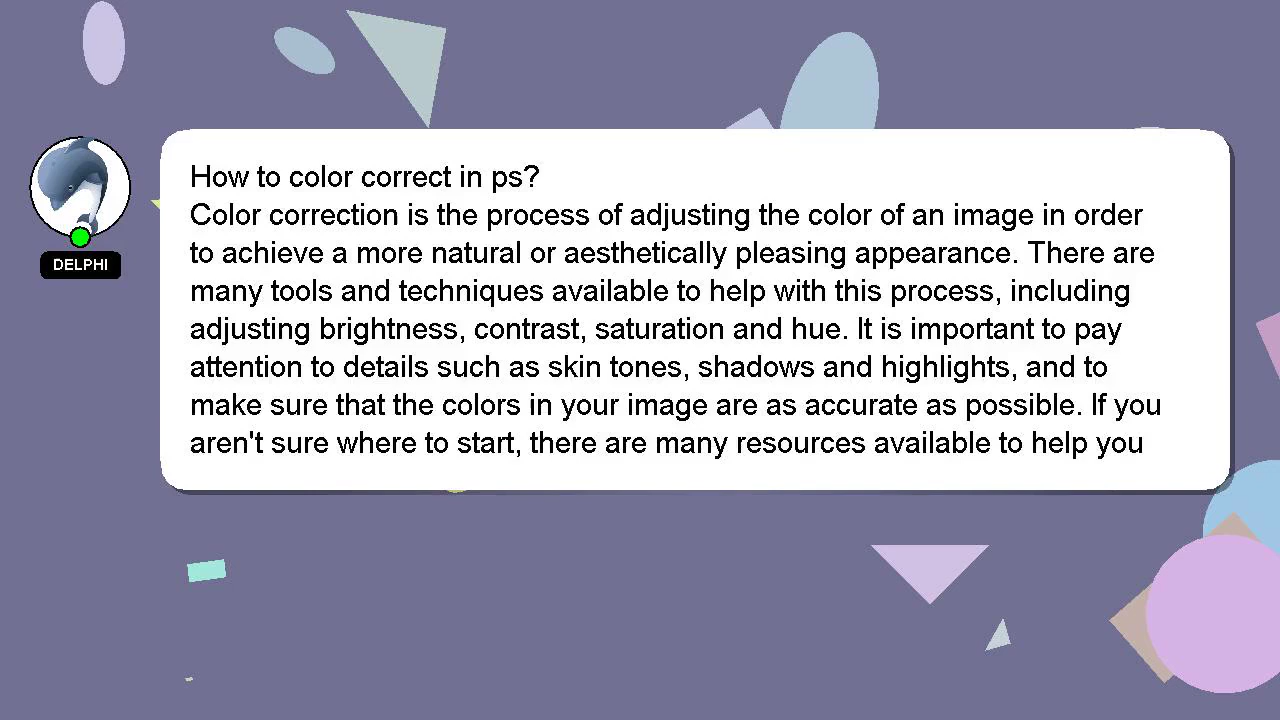 How to color correct in ps?
Color correction is the process of adjusting the color of an image in order
to achieve a more natural or aesthetically pleasing appearance. There are
many tools and techniques available to help with this process, including
adjusting brightness, contrast, saturation and hue. It is important to pay
attention to details such as skin tones, shadows and highlights, and to
make sure that the colors in your image are as accurate as possible. If you
aren't sure where to start, there are many resources available to help you
DELPHI